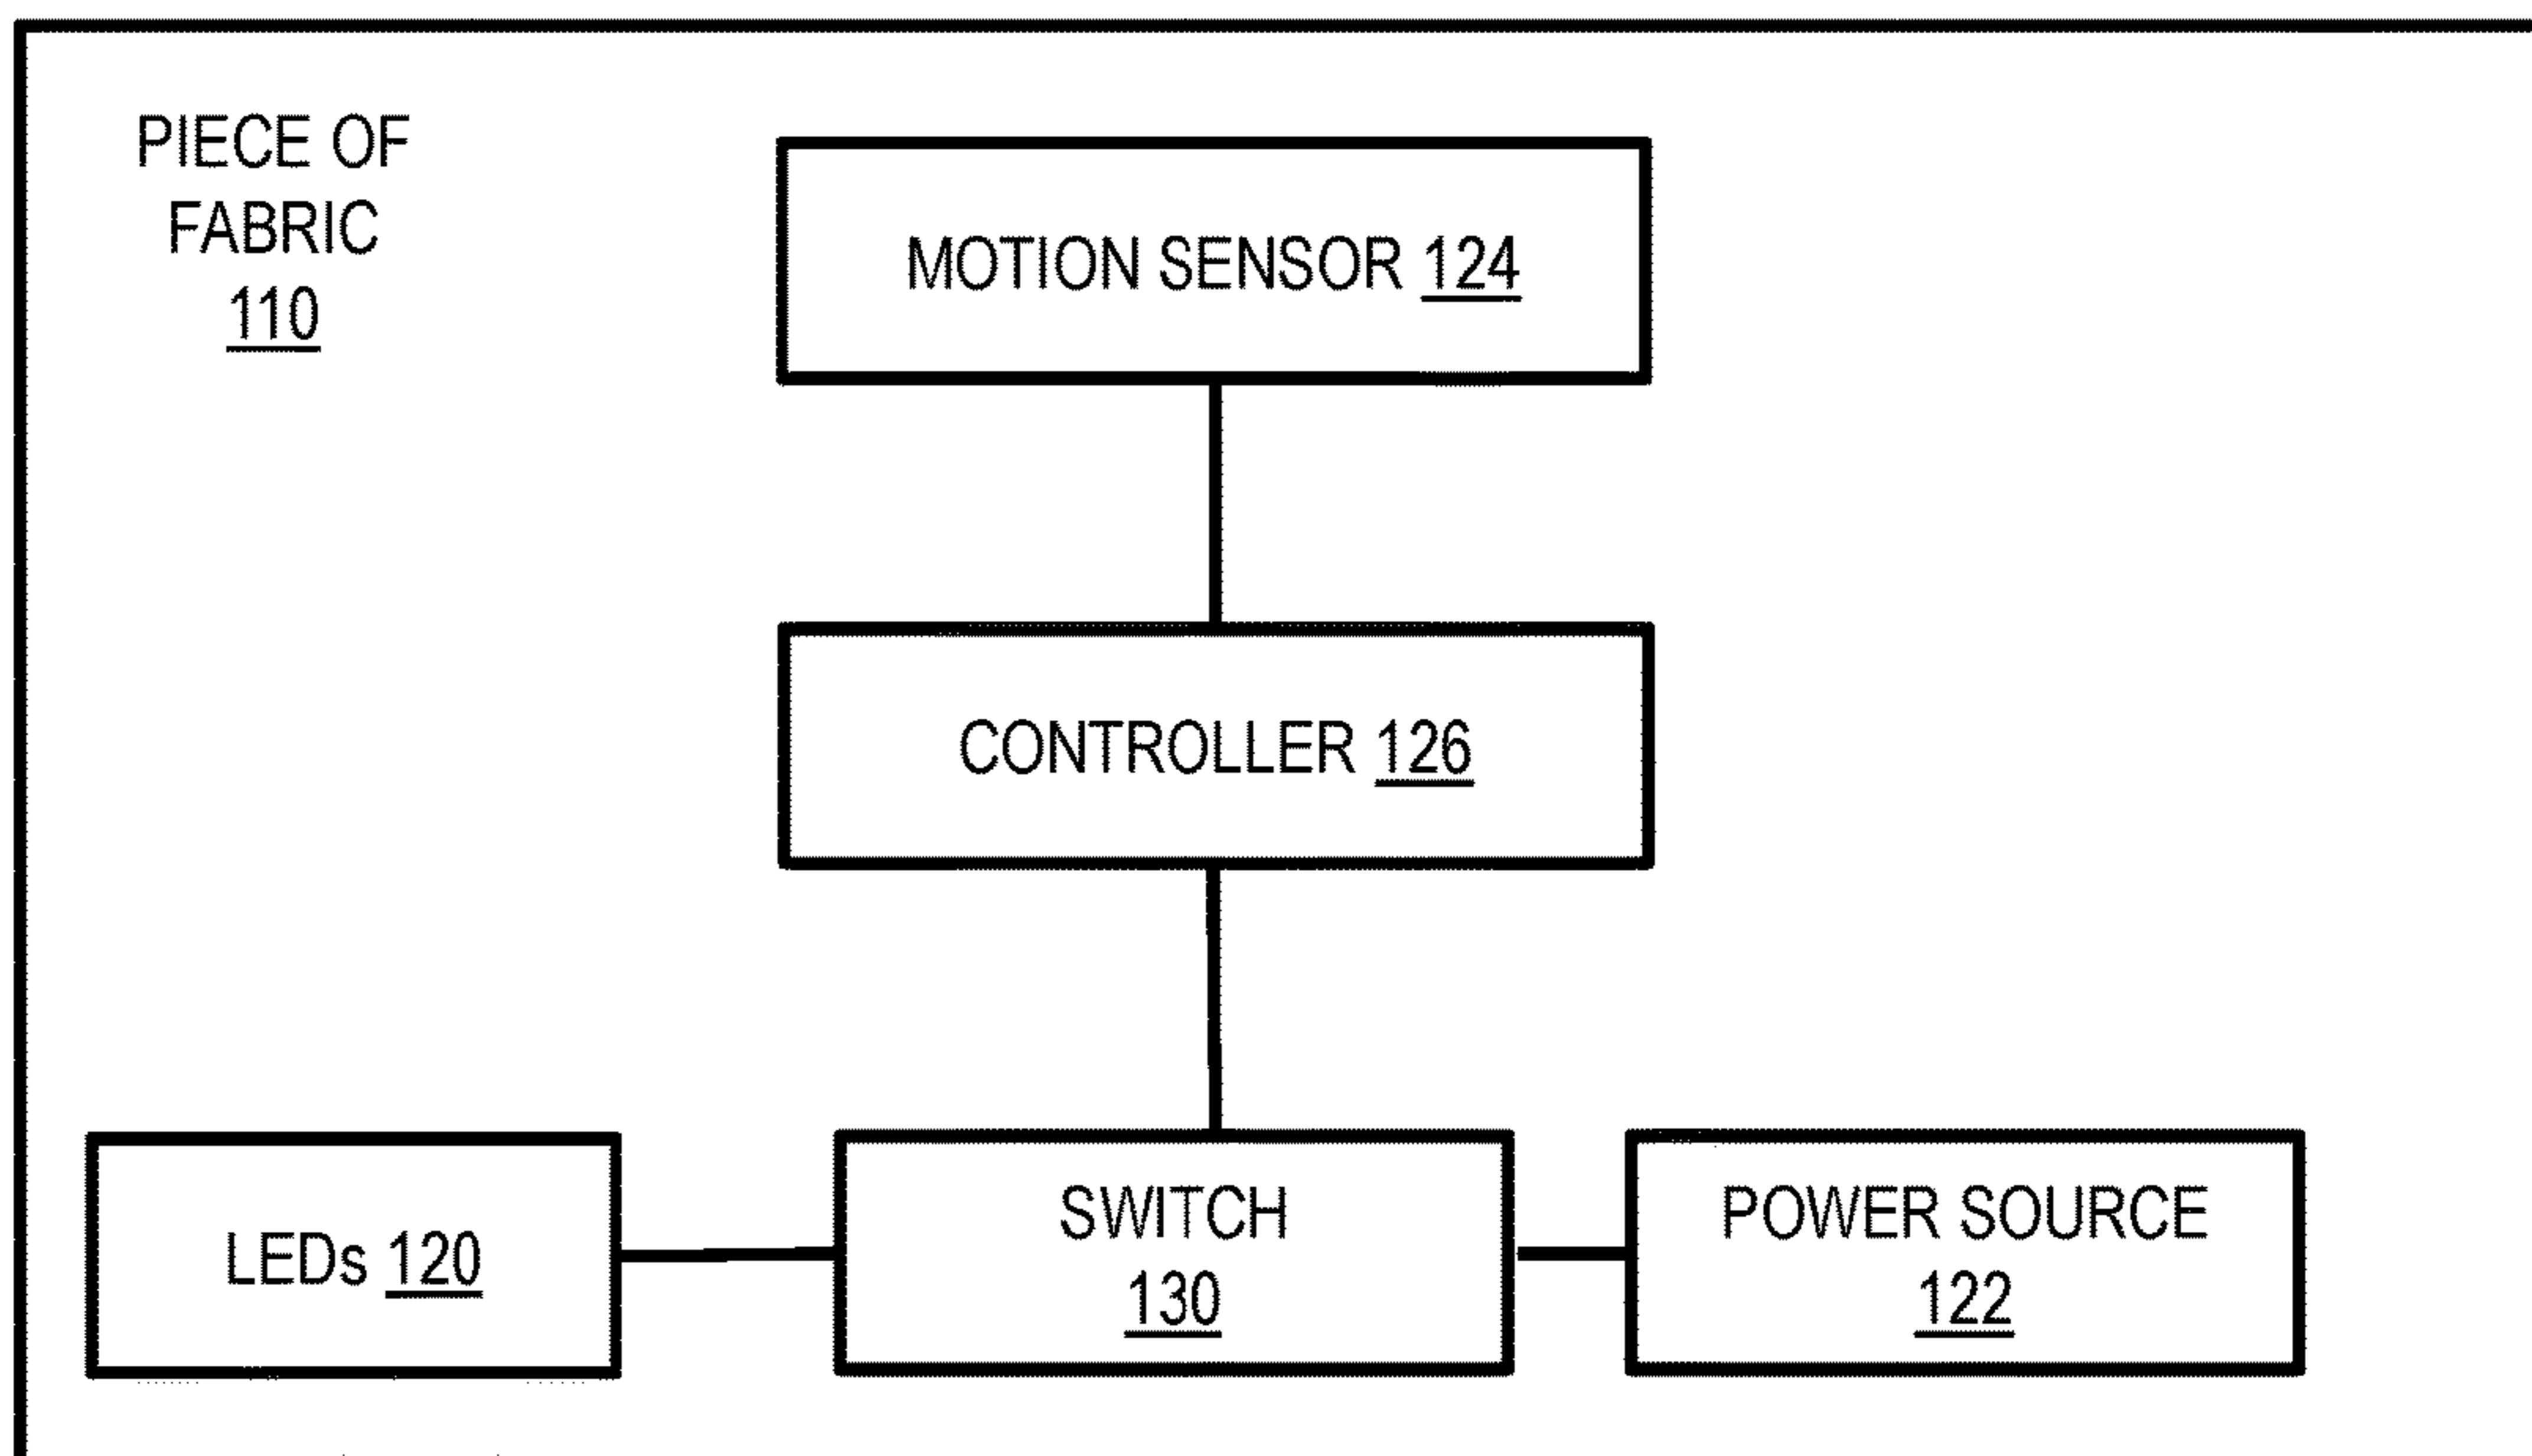 PIECE OF
FABRIC
110
MOTION SENSOR 124
CONTROLLER 126
LEDs 120
SWITCH
130
POWER SOURCE
122